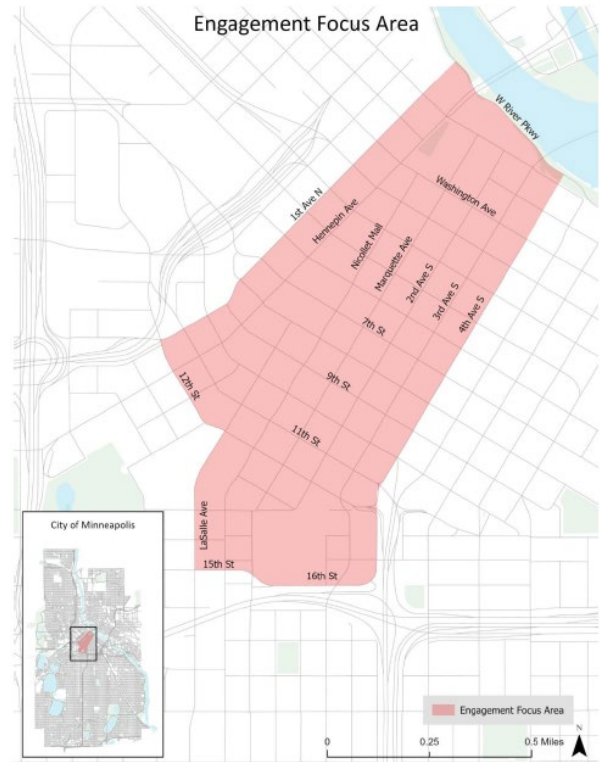 Engagement Focus Area
W River Pkwy
1st Ave N
Hennepin Ave
Washington Ave
Nicollet Mall
Marquette Ave
2nd Ave S
3rd Ave S
4th Ave S
7th St
9th St
12th St
11th St
LaSalle Ave
15th St
16th St
City of Minneapolis
Engagement Focus Area
N
0
0.25
0.5 Miles